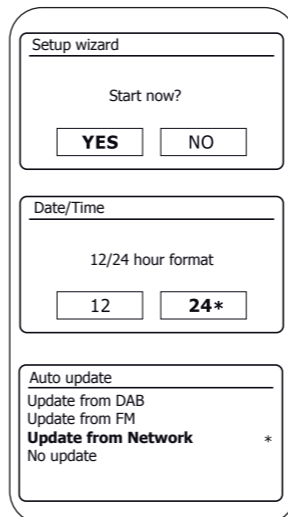 Setup wizard
Start now?
YES NO
Date/Time
12/24 hour format
12 24*
Auto update
Update from DAB
Update from FM
Update from Network *
No update